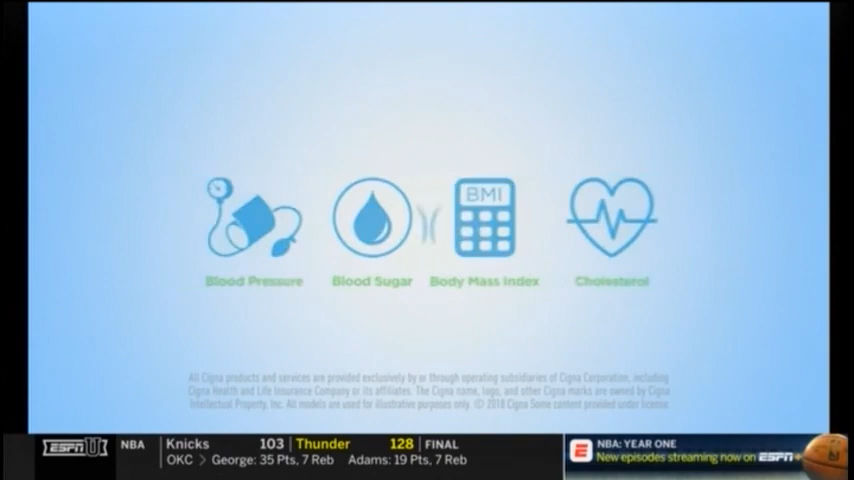 BMI
Blood Pressure
Blood Sugar
Body Mass Index
Cholesterol
All Cigna products and services are provided exclusively by or through operating subsidiaries of Cigna Corporation, including
Cigna Health and Life Insurance Company or its affiliates. The Cigna name, logo, and other Cigna marks are owned by Cigna
Intellectual Property, Inc. All models are used for illustrative purposes only. © 2018 Cigna Some content provided under license.
ESPNU
NBA
Knicks 103
Thunder 128
FINAL
OKC > George: 35 Pts, 7 Reb Adams: 19 Pts, 7 Reb
E
NBA: YEAR ONE
New episodes streaming now on ESPN+